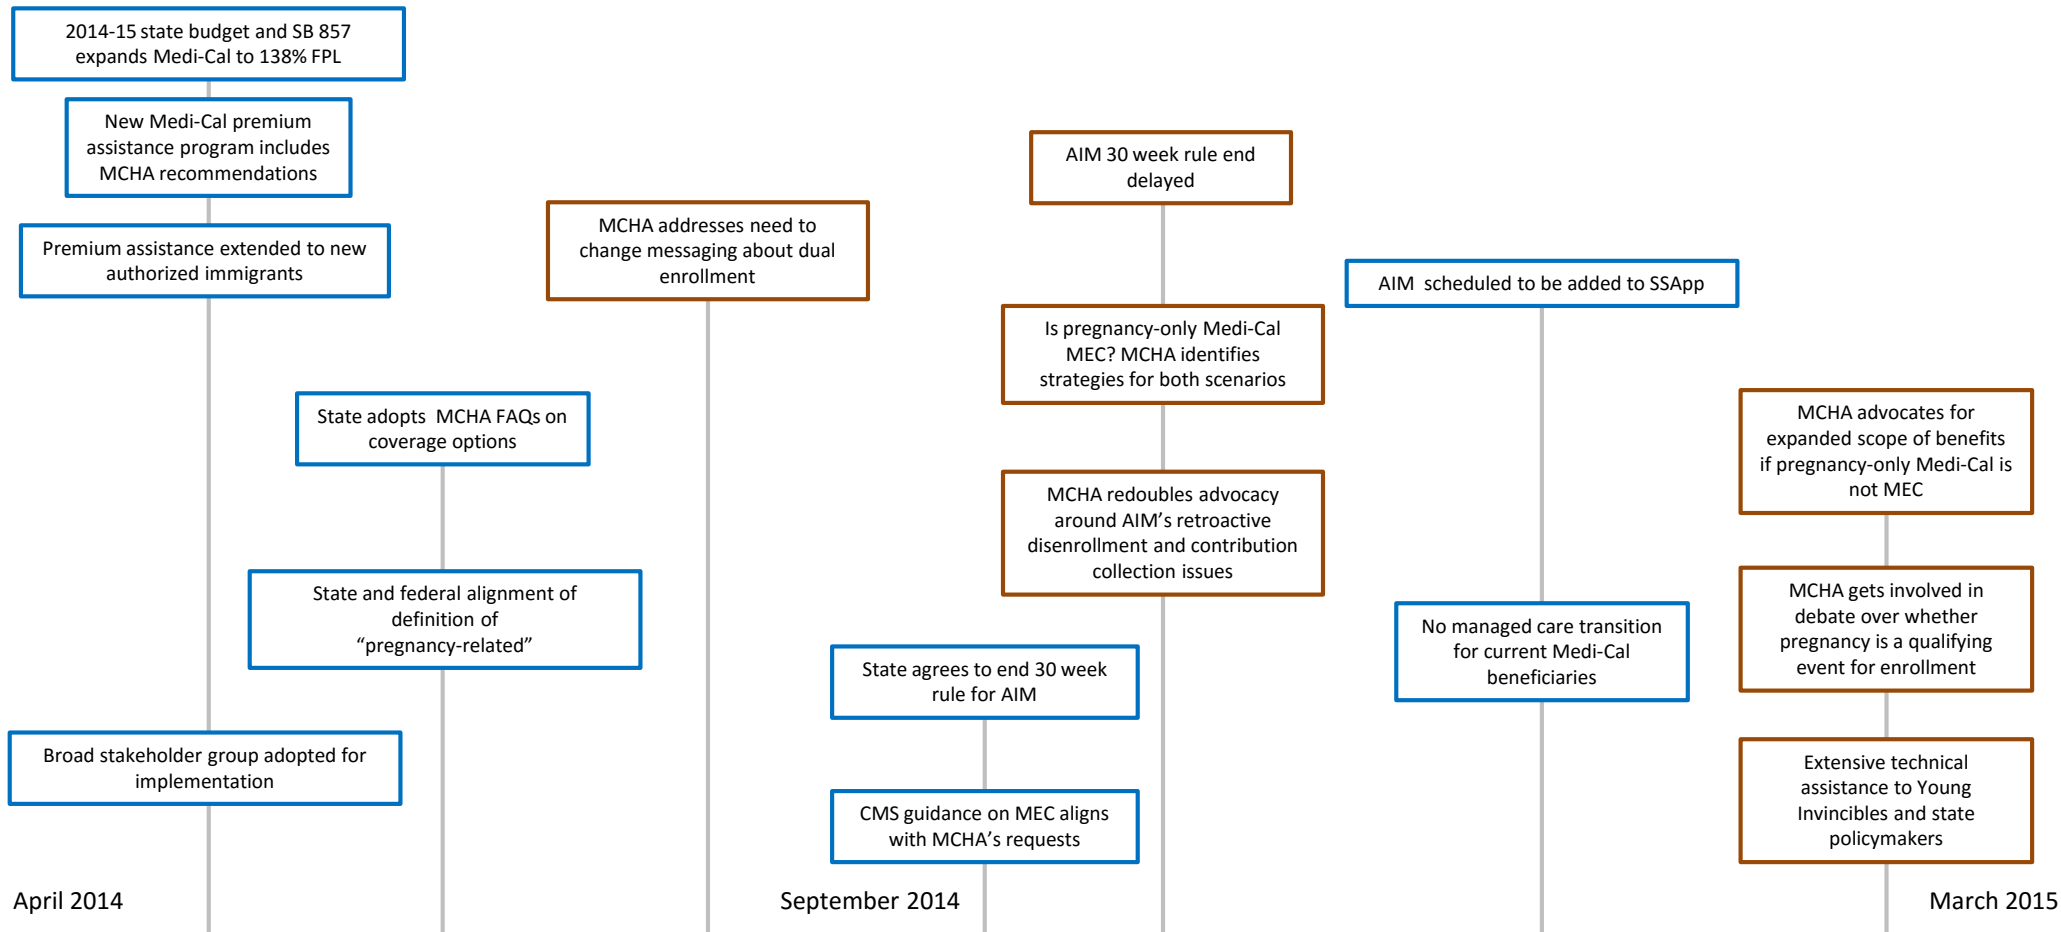 2014-15 state budget and SB 857
expands Medi-Cal to 138% FPL
New Medi-Cal premium
assistance program includes
MCHA recommendations
Premium assistance extended to new
authorized immigrants
Broad stakeholder group adopted for
implementation
State adopts MCHA FAQs on
coverage options
State and federal alignment of
definition of
“pregnancy-related”
MCHA addresses need to
change messaging about dual
enrollment
State agrees to end 30 week
rule for AIM
CMS guidance on MEC aligns
with MCHA’s requests
AIM 30 week rule end
delayed
Is pregnancy-only Medi-Cal
MEC? MCHA identifies
strategies for both scenarios
MCHA redoubles advocacy
around AIM’s retroactive
disenrollment and contribution
collection issues
AIM scheduled to be added to SSApp
No managed care transition
for current Medi-Cal
beneficiaries
MCHA advocates for
expanded scope of benefits
if pregnancy-only Medi-Cal is
not MEC
MCHA gets involved in
debate over whether
pregnancy is a qualifying
event for enrollment
Extensive technical
assistance to Young
Invincibles and state
policymakers
April 2014
September 2014
March 2015